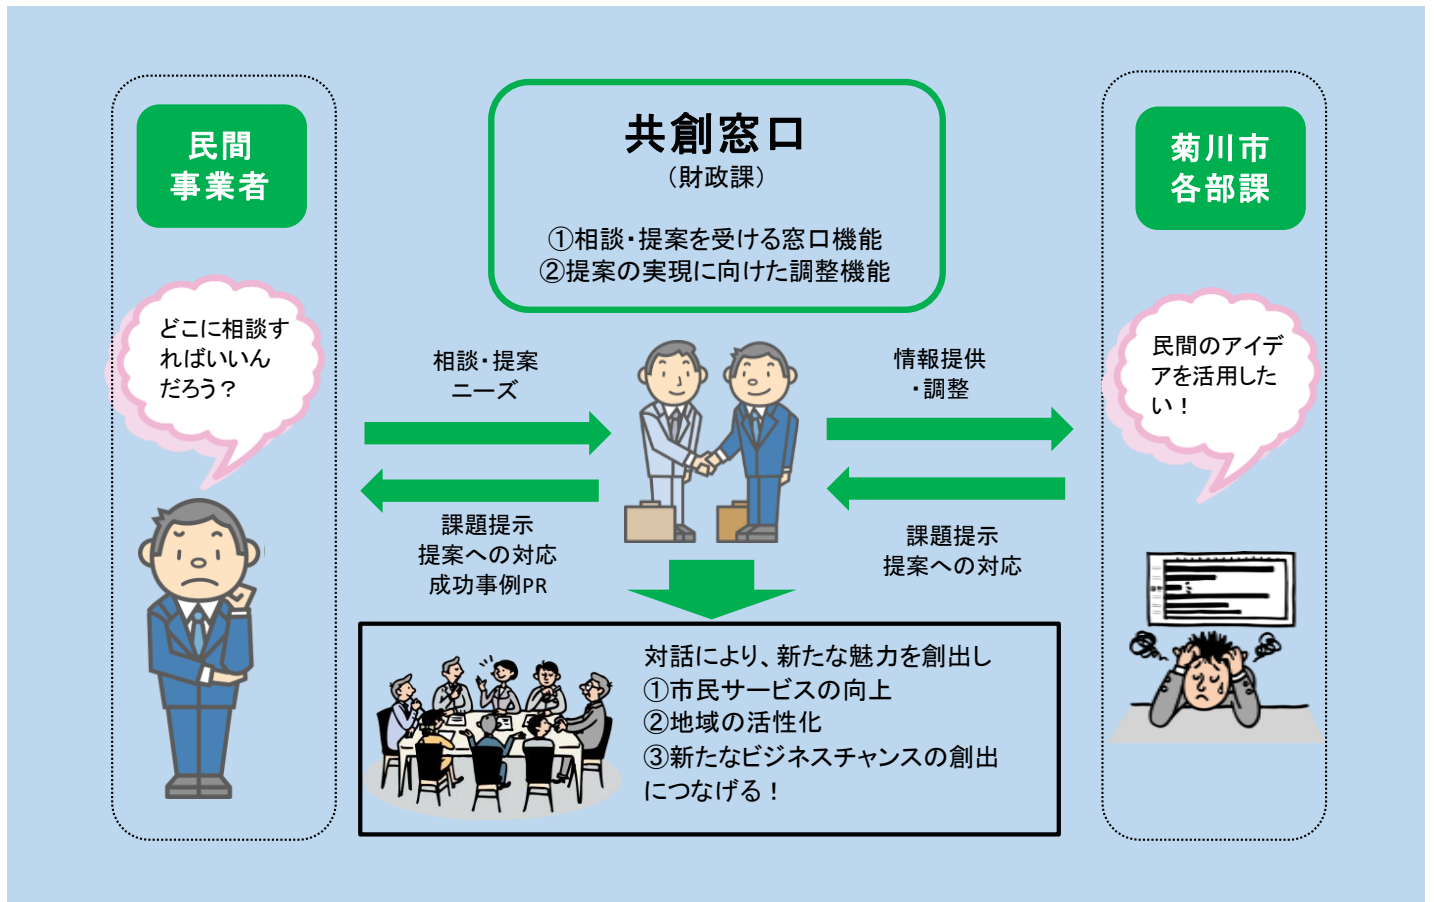 民間
事業者
どこに相談す
ればいいん
だろう？
共創窓口
（財政課）
①相談・提案を受ける窓口機能
②提案の実現に向けた調整機能
菊川市
各部課
民間のアイデ
アを活用した
い！
相談・提案
ニーズ
情報提供
・調整
課題提示
提案への対応
成功事例PR
課題提示
提案への対応
対話により、新たな魅力を創出し
①市民サービスの向上
②地域の活性化
③新たなビジネスチャンスの創出
につなげる！